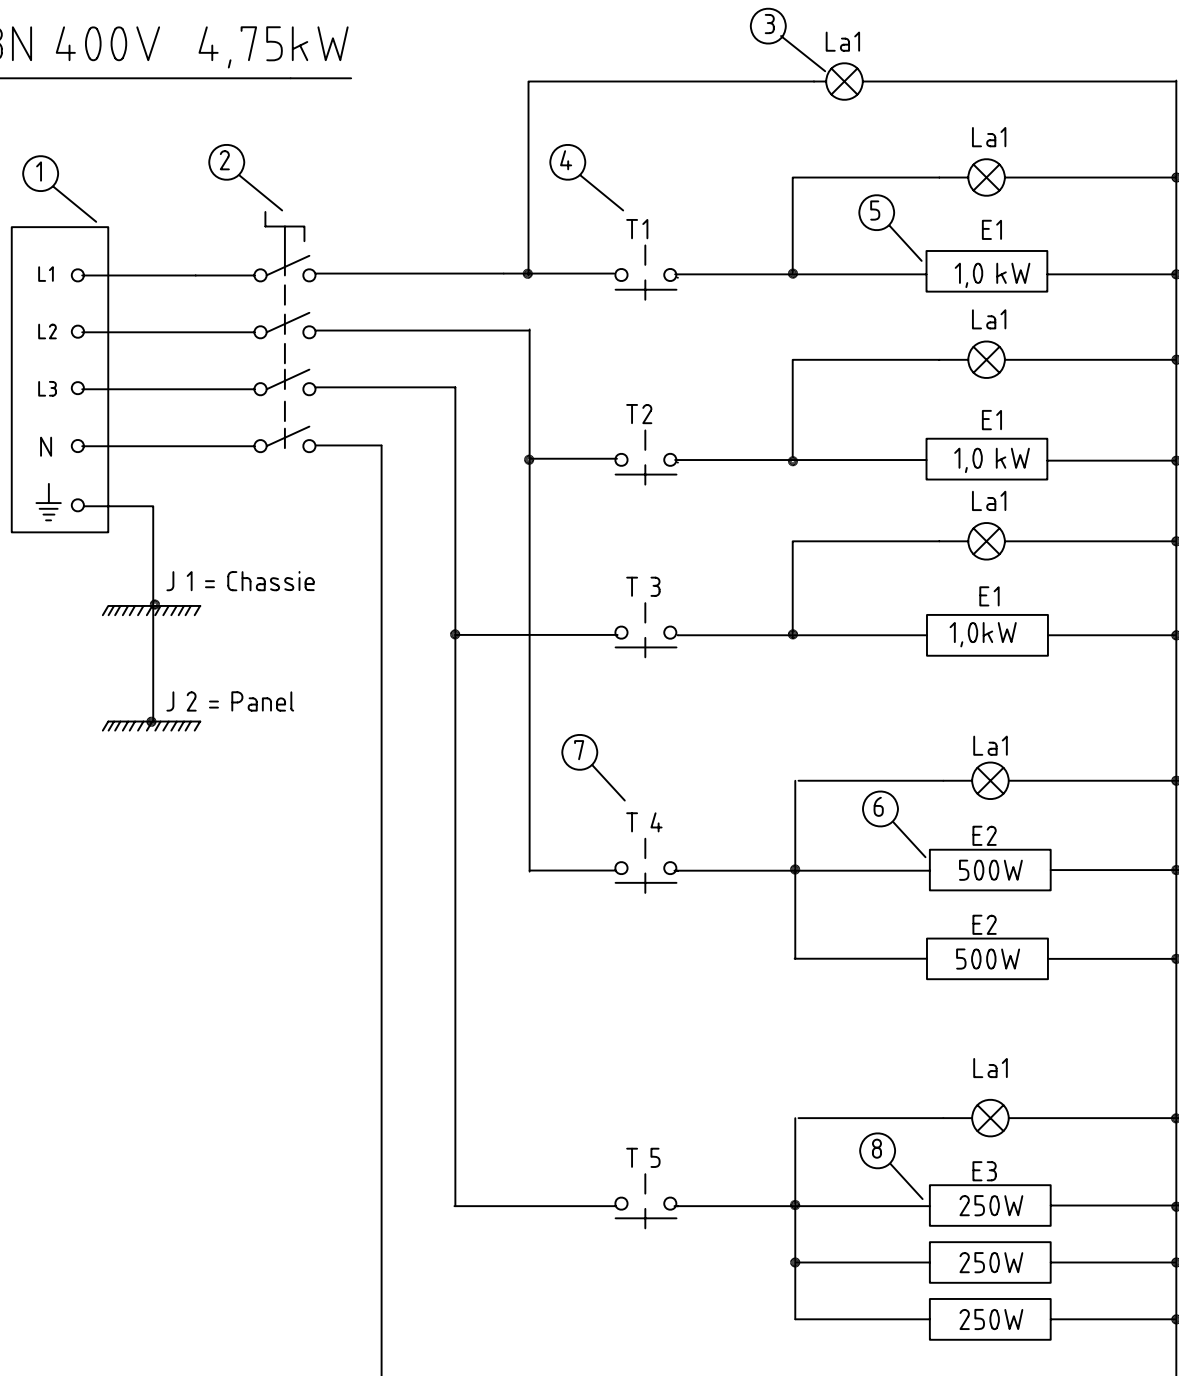 3N 400V 4,75kW
3
La1
1
2
4
La1
5
T1
E1
L1
1,0 kW
La1
L2
L3
T2
E1
N
1,0 kW
La1
J 1 = Chassie
T 3
E1
1,0kW
J 2 = Panel
7
La1
6
T 4
E2
500W
E2
500W
La1
T 5
8
E3
250W
250W
250W